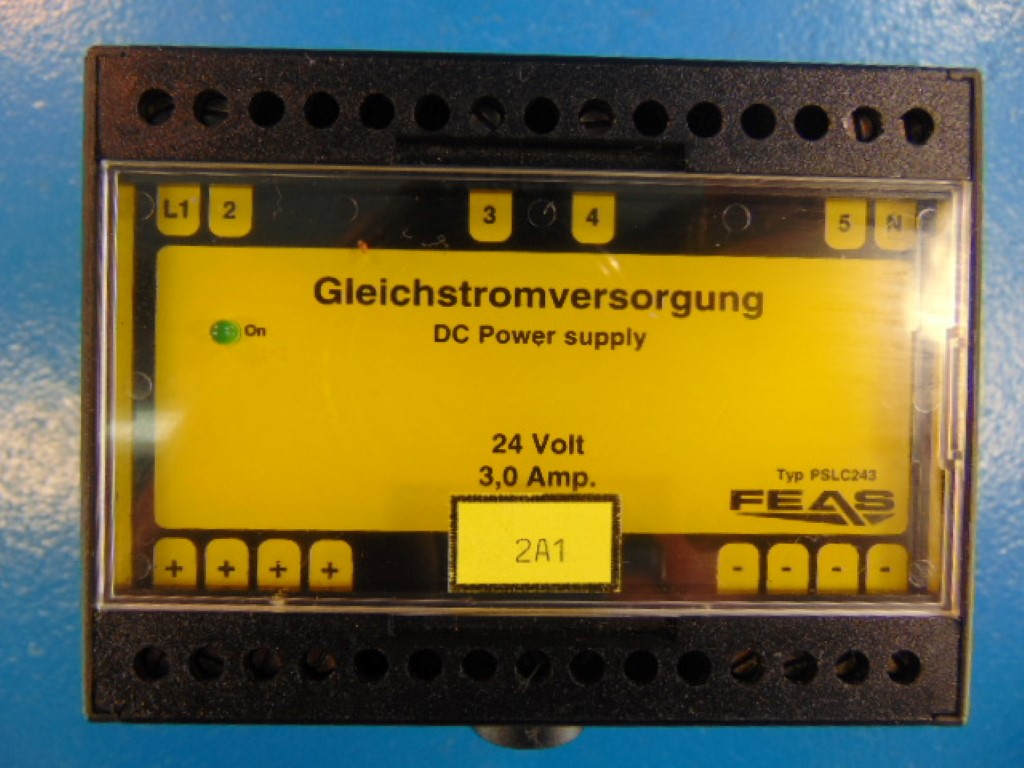 L1 2 3 4 5 N
Gleichstromversorgung
On
DC Power supply
24 Volt
3,0 Amp.
Typ PSLC243
FEAS
2A1
+ + + + - - - -